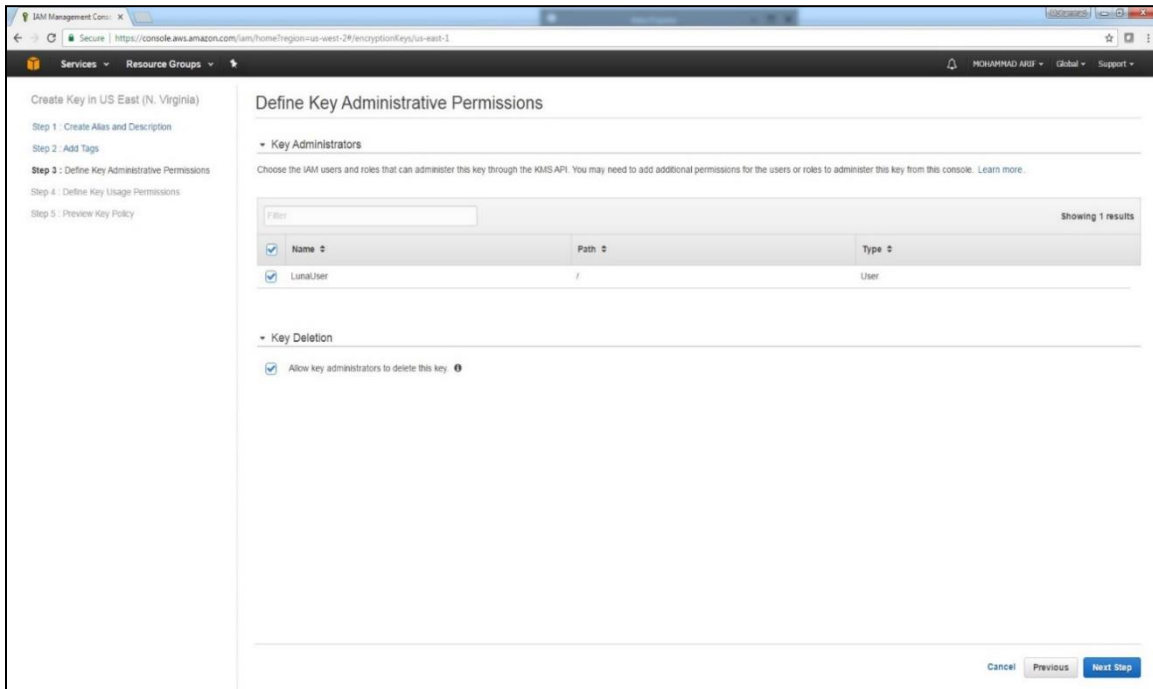 IAM Management Cons X
Secure | https://console.aws.amazon.com/iam/home?region=us-west-2#/encryptionKeys/us-east-1
Services Resource Groups MOHAMMAD ARIF Global Support
Create Key in US East (N. Virginia)
Step 1 : Create Alias and Description
Step 2 : Add Tags
Step 3 : Define Key Administrative Permissions
Step 4 : Define Key Usage Permissions
Step 5 : Preview Key Policy
Define Key Administrative Permissions
Key Administrators
Choose the IAM users and roles that can administer this key through the KMS API. You may need to add additional permissions for the users or roles to administer this key from this console. Learn more.
Filter Showing 1 results
Name Path Type
LunaUser / User
Key Deletion
Allow key administrators to delete this key.
Cancel Previous Next Step